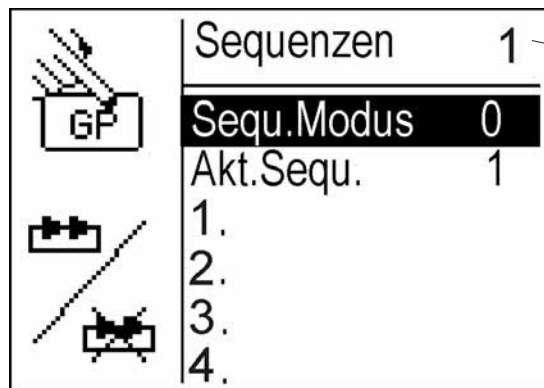 Sequenzen 1
GP
Sequ.Modus 0
Akt.Sequ. 1
1.
2.
3.
4.